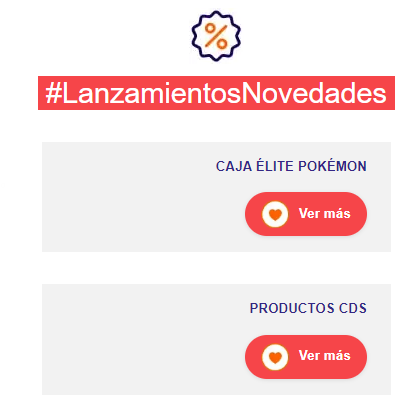 #LanzamientosNovedades
CAJA ÉLITE POKÉMON
Ver más
PRODUCTOS CDS
Ver más